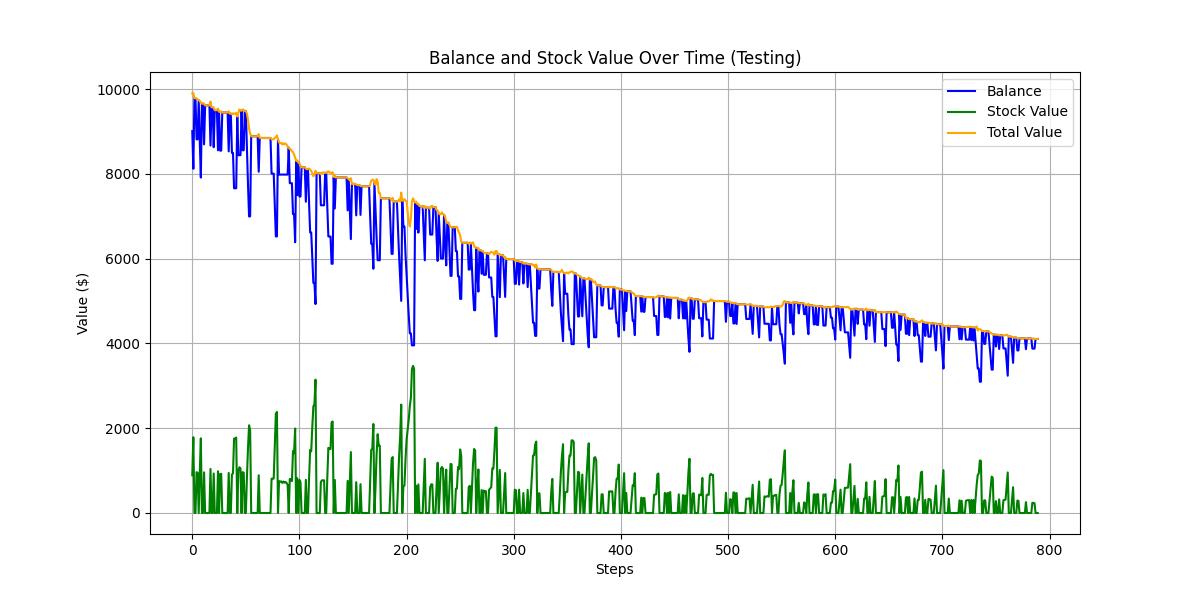 Balance and Stock Value Over Time (Testing)
Balance
Stock Value
Total Value
Value ($)
10000
8000
6000
4000
2000
0
0 100 200 300 400 500 600 700 800
Steps